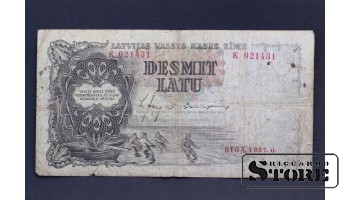 LATVIJAS VALSTS KASES ZĪME
K 021431 K 021431
DESMIT
LATU
RĪGĀ, 1937. G.
RICCARDO
STORE